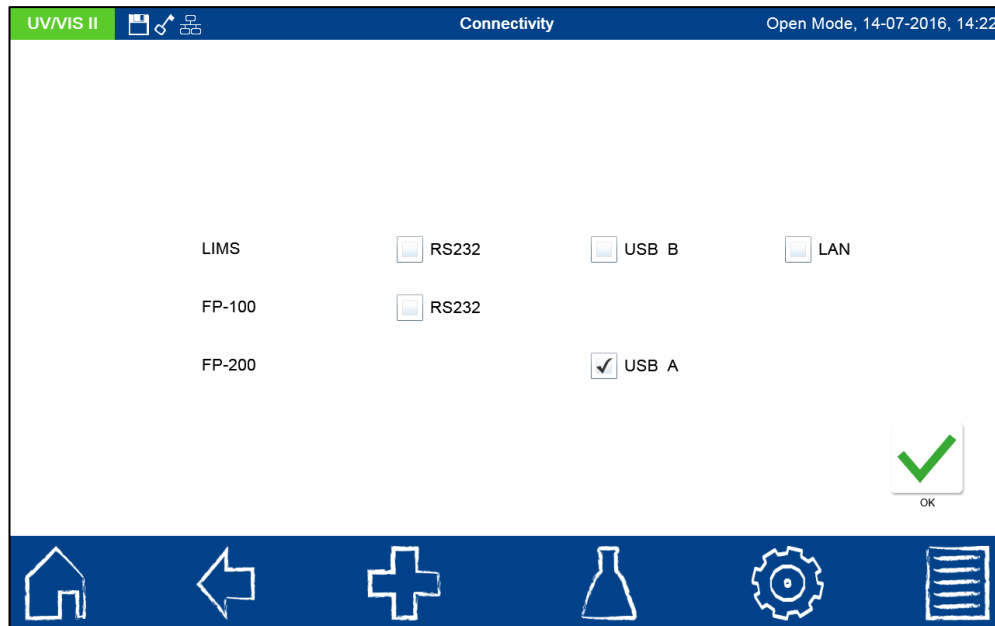 UV/VIS II Connectivity Open Mode, 14-07-2016, 14:22
LIMS RS232 USB B LAN
FP-100 RS232
FP-200 USB A
OK